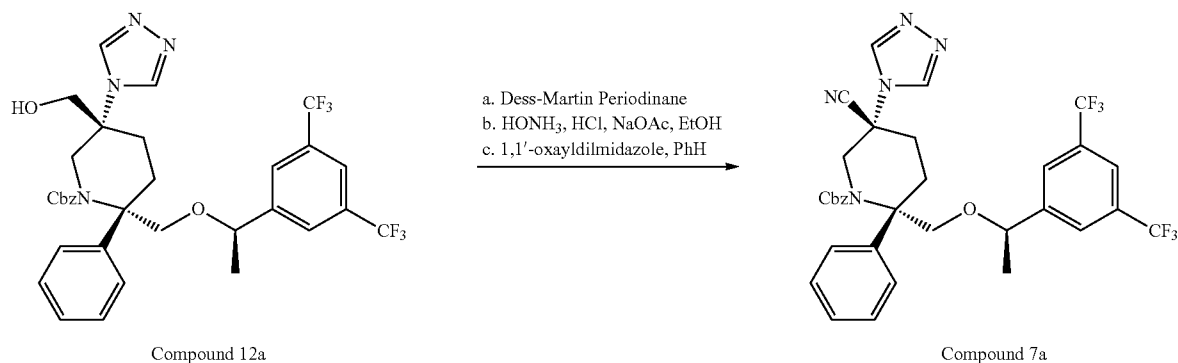 N N
N
HO
CF3
CF3
CbzN
O
a. Dess-Martin Periodinane
b. HONH3, HCl, NaOAc, EtOH
c. 1,1'-oxayldilmidazole, PhH
N N
N
NC
CF3
CF3
CbzN
O
Compound 12a
Compound 7a